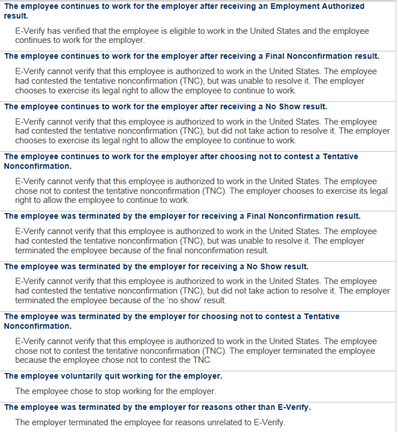 The employee continues to work for the employer after receiving an Employment Authorized
result.
E-Verify has verified that the employee is eligible to work in the United States and the employee
continues to work for the employer.
The employee continues to work for the employer after receiving a Final Nonconfirmation result.
E-Verify cannot verify that this employee is authorized to work in the United States. The employee
had contested the tentative nonconfirmation (TNC), but was unable to resolve it. The employer
chooses to exercise its legal right to allow the employee to continue to work.
The employee continues to work for the employer after receiving a No Show result.
E-Verify cannot verify that this employee is authorized to work in the United States. The employee
had contested the tentative nonconfirmation (TNC), but did not take action to resolve it. The employer
chooses to exercise its legal right to allow the employee to continue to work.
The employee continues to work for the employer after choosing not to contest a Tentative
Nonconfirmation.
E-Verify cannot verify that this employee is authorized to work in the United States. The employee
chose not to contest the tentative nonconfirmation (TNC). The employer chooses to exercise its legal
right to allow the employee to continue to work.
The employee was terminated by the employer for receiving a Final Nonconfirmation result.
E-Verify cannot verify that this employee is authorized to work in the United States. The employee
had contested the tentative nonconfirmation (TNC), but was unable to resolve it. The employer
terminated the employee because of the final nonconfirmation result.
The employee was terminated by the employer for receiving a No Show result.
E-Verify cannot verify that this employee is authorized to work in the United States. The employee
had contested the tentative nonconfirmation (TNC), but did not take action to resolve it. The employer
terminated the employee because of the 'no show' result.
The employee was terminated by the employer for choosing not to contest a Tentative
Nonconfirmation.
E-Verify cannot verify that this employee is authorized to work in the United States. The employee
chose not to contest the tentative nonconfirmation (TNC). The employer terminated the employee
because the employee chose not contest the TNC.
The employee voluntarily quit working for the employer.
The employee chose to stop working for the employer.
The employee was terminated by the employer for reasons other than E-Verify.
The employer terminated the employee for reasons unrelated to E-Verify.